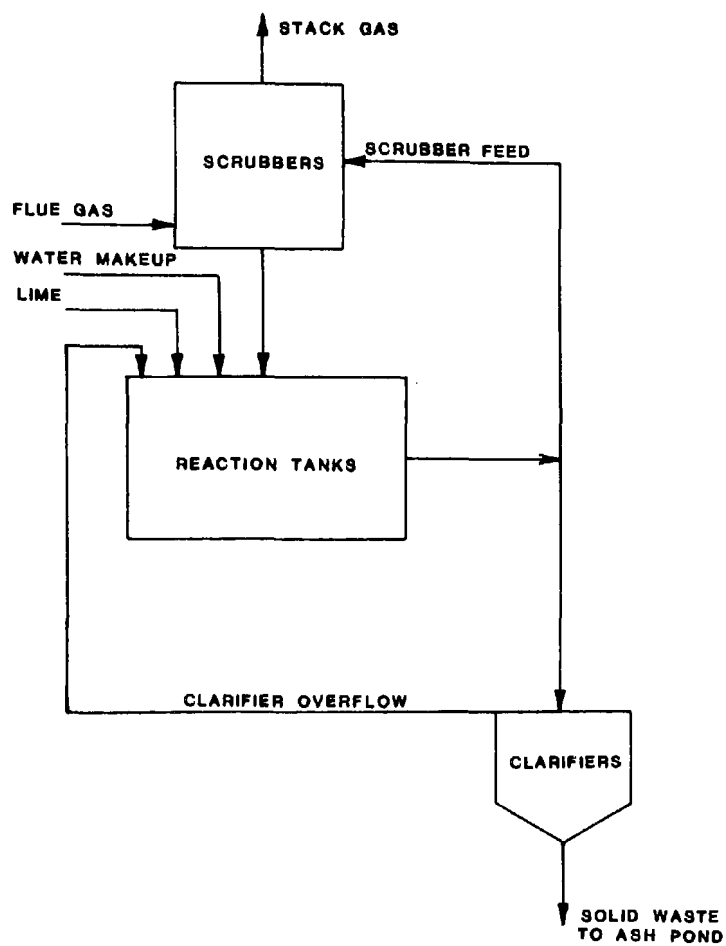 STACK GAS
SCRUBBERS
SCRUBBER FEED
FLUE GAS
WATER MAKEUP
LIME
REACTION TANKS
CLARIFIER OVERFLOW
CLARIFIERS
SOLID WASTE
TO ASH POND